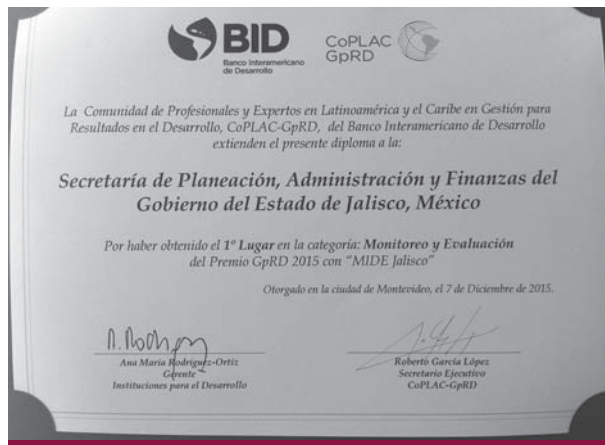 BID
Banco Interamericano
de Desarrollo
CoPLAC
GpRD
La Comunidad de Profesionales y Expertos en Latinoamérica y el Caribe en Gestión para
Resultados en el Desarrollo, CoPLAC-GpRD, del Banco Interamericano de Desarrollo
extienden el presente diploma a la:
Secretaría de Planeación, Administración y Finanzas del
Gobierno del Estado de Jalisco, México
Por haber obtenido el 1º Lugar en la categoría: Monitoreo y Evaluación
del Premio GpRD 2015 con “MIDE Jalisco”
Otorgado en la ciudad de Montevideo, el 7 de Diciembre de 2015.
Ana María Rodríguez-Ortiz
Gerente
Instituciones para el Desarrollo
Roberto García López
Secretario Ejecutivo
CoPLAC-GpRD